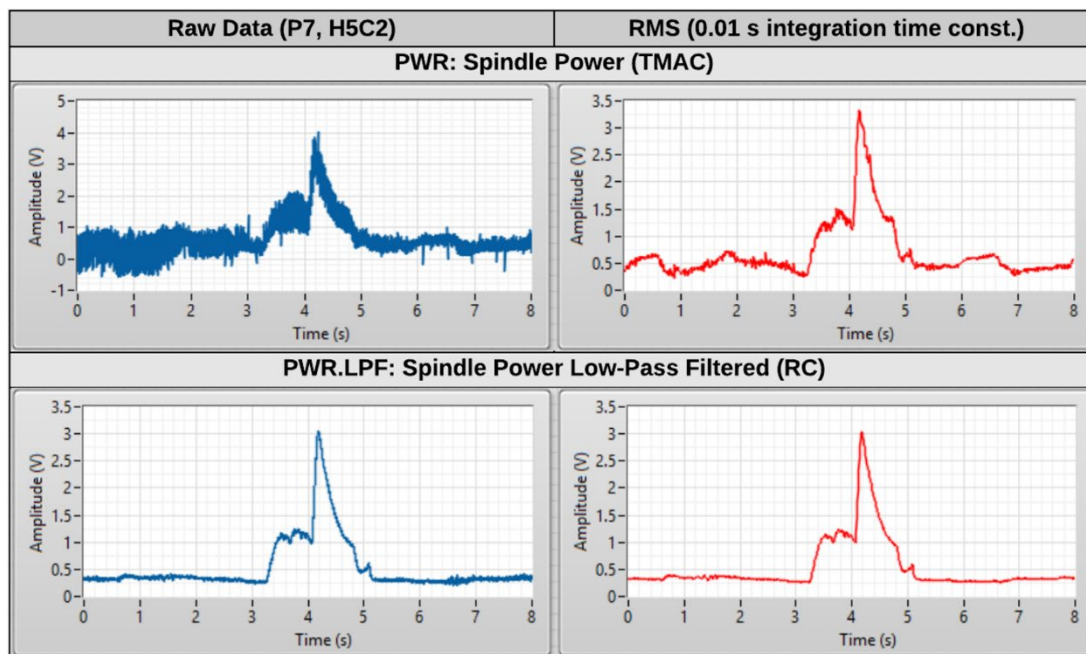 Raw Data (P7, H5C2)
RMS (0.01 s integration time const.)
PWR: Spindle Power (TMAC)
Amplitude (V)
5
4
3
2
1
0
-1
0 1 2 3 4 5 6 7 8
Time (s)
Amplitude (V)
3.5
3
2.5
2
1.5
1
0.5
0
0 1 2 3 4 5 6 7 8
Time (s)
PWR.LPF: Spindle Power Low-Pass Filtered (RC)
Amplitude (V)
3.5
3
2.5
2
1.5
1
0.5
0
0 1 2 3 4 5 6 7 8
Time (s)
Amplitude (V)
3.5
3
2.5
2
1.5
1
0.5
0
0 1 2 3 4 5 6 7 8
Time (s)